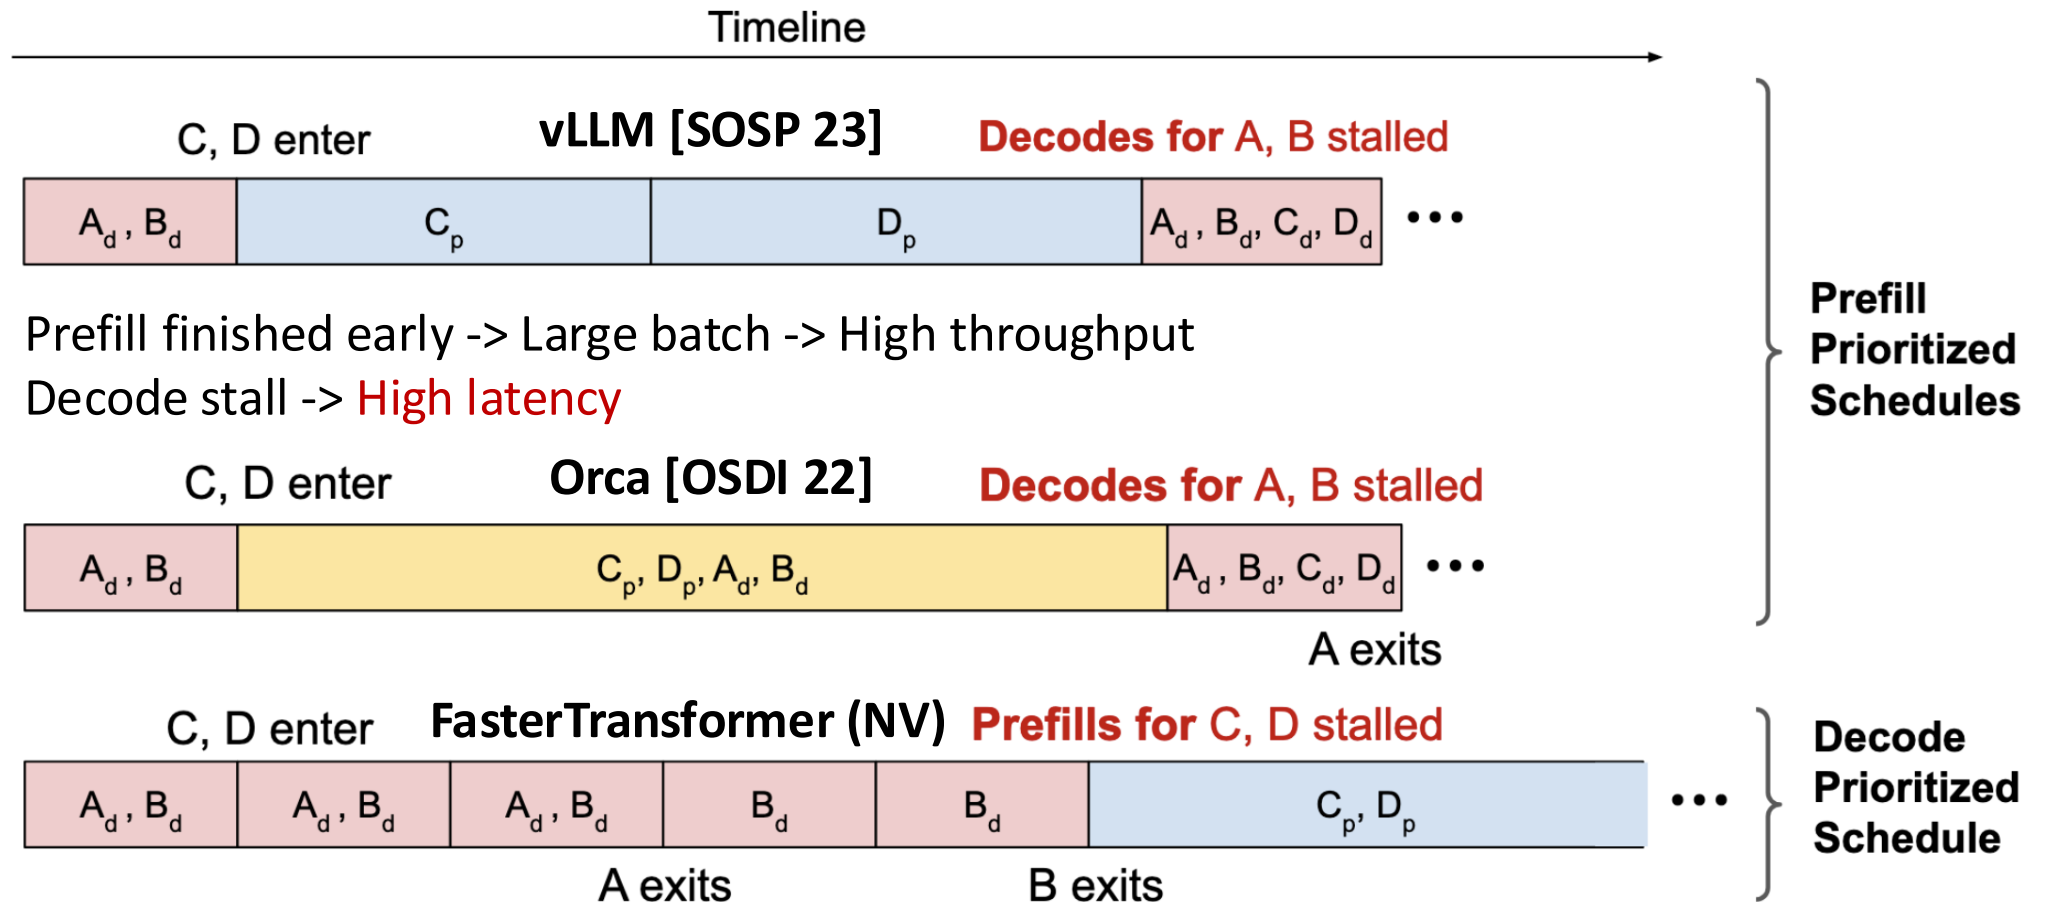 Timeline
C, D enter
vLLM [SOSP 23]
Decodes for A, B stalled
Ad , Bd
Cp
Dp
Ad , Bd, Cd, Dd
•••
Prefill finished early -> Large batch -> High throughput
Decode stall -> High latency
Prefill
Prioritized
Schedules
C, D enter
Orca [OSDI 22]
Decodes for A, B stalled
Ad , Bd
Cp, Dp, Ad, Bd
Ad , Bd, Cd, Dd
•••
A exits
C, D enter
FasterTransformer (NV)
Prefills for C, D stalled
Ad , Bd
Ad , Bd
Ad , Bd
Bd
Bd
Cp, Dp
•••
A exits
B exits
Decode
Prioritized
Schedule